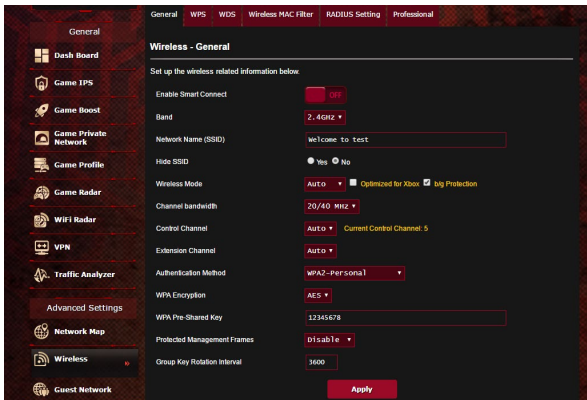 General
Dash Board
Game IPS
Game Boost
Game Private
Network
Game Profile
Game Radar
WiFi Radar
VPN
Traffic Analyzer
Advanced Settings
Network Map
Wireless
Guest Network
General WPS WDS Wireless MAC Filter RADIUS Setting Professional
Wireless - General
Set up the wireless related information below.
Enable Smart Connect OFF
Band 2.4GHz
Network Name (SSID) Welcome to test
Hide SSID Yes No
Wireless Mode Auto Optimized for Xbox b/g Protection
Channel bandwidth 20/40 MHz
Control Channel Auto Current Control Channel: 5
Extension Channel Auto
Authentication Method WPA2-Personal
WPA Encryption AES
WPA Pre-Shared Key 12345678
Protected Management Frames Disable
Group Key Rotation Interval 3600
Apply